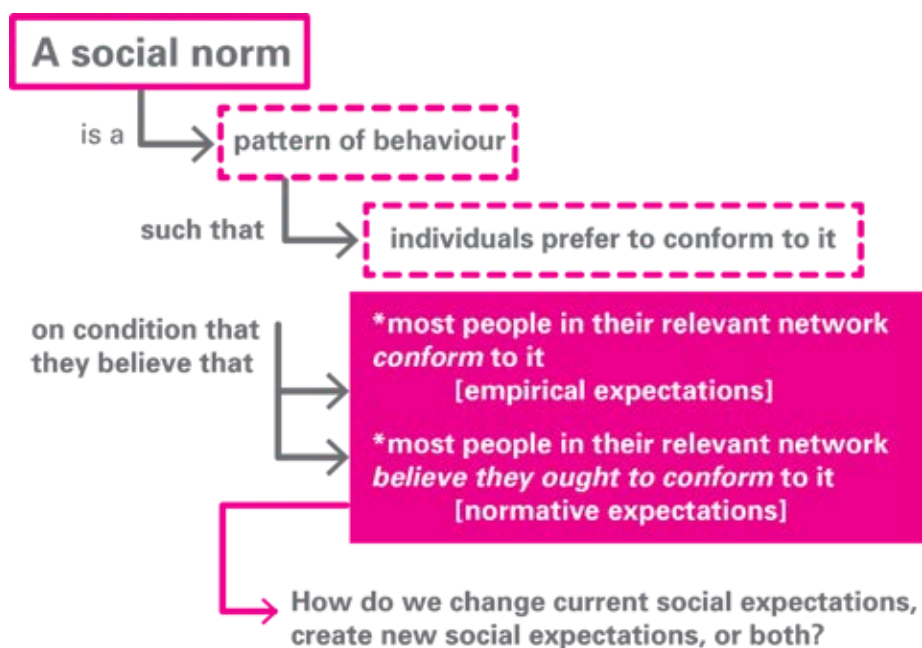 A social norm
is a
pattern of behaviour
such that
individuals prefer to conform to it
on condition that
they believe that
*most people in their relevant network
conform to it
[empirical expectations]
*most people in their relevant network
believe they ought to conform to it
[normative expectations]
How do we change current social expectations,
create new social expectations, or both?